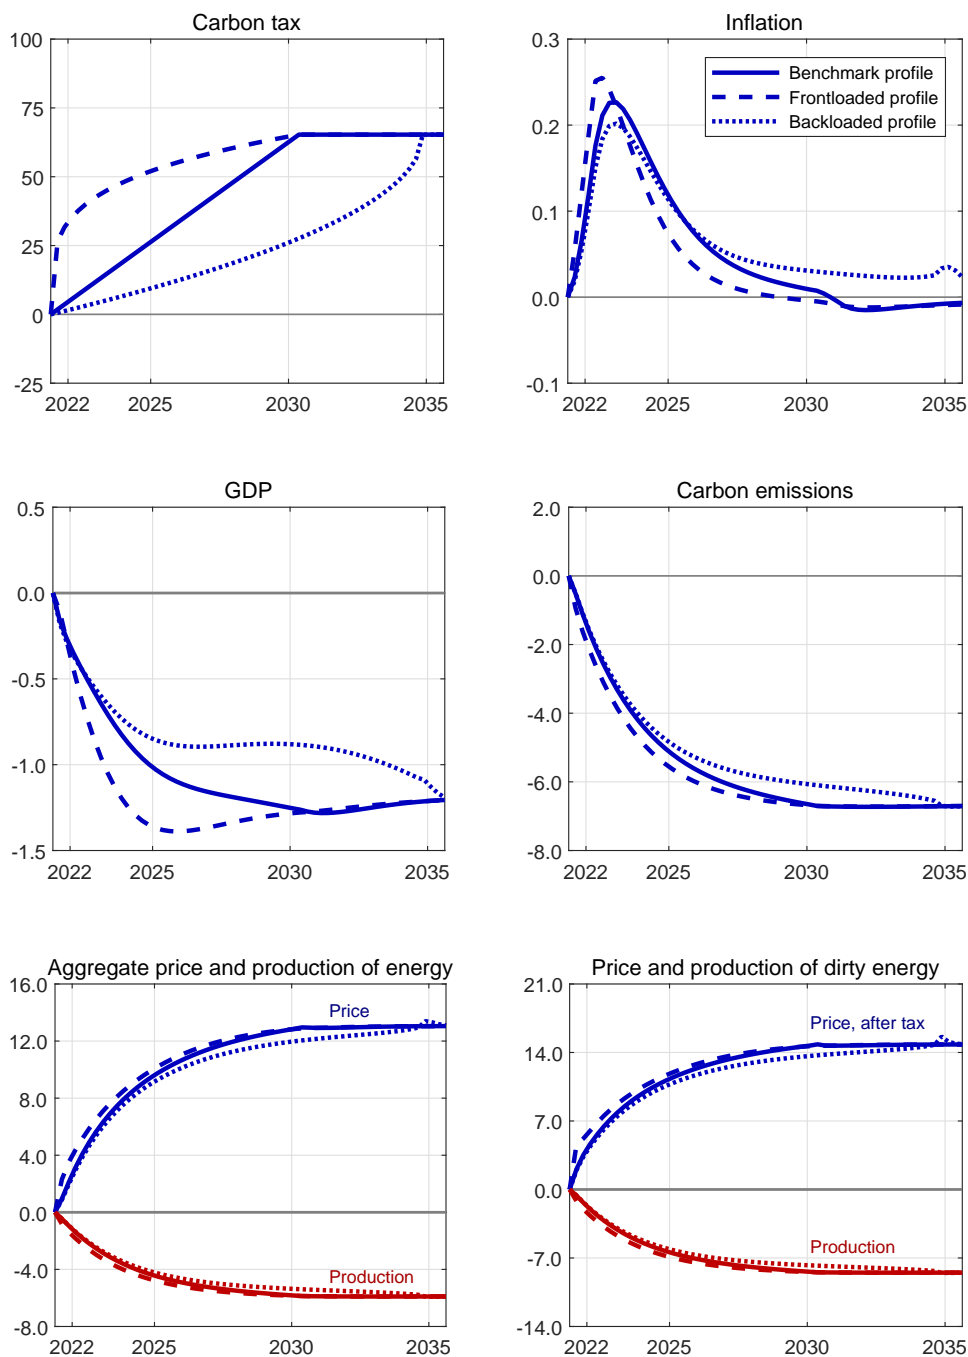 Carbon tax
100
75
50
25
0
-25
2022 2025 2030 2035
Inflation
0.3
0.2
0.1
0.0
-0.1
2022 2025 2030 2035
Benchmark profile
Frontloaded profile
Backloaded profile
GDP
0.5
0.0
-0.5
-1.0
-1.5
2022 2025 2030 2035
Carbon emissions
2.0
0.0
-2.0
-4.0
-6.0
-8.0
2022 2025 2030 2035
Aggregate price and production of energy
16.0
12.0
8.0
4.0
0.0
-4.0
-8.0
Price
Production
2022 2025 2030 2035
Price and production of dirty energy
21.0
14.0
7.0
0.0
-7.0
-14.0
Price, after tax
Production
2022 2025 2030 2035